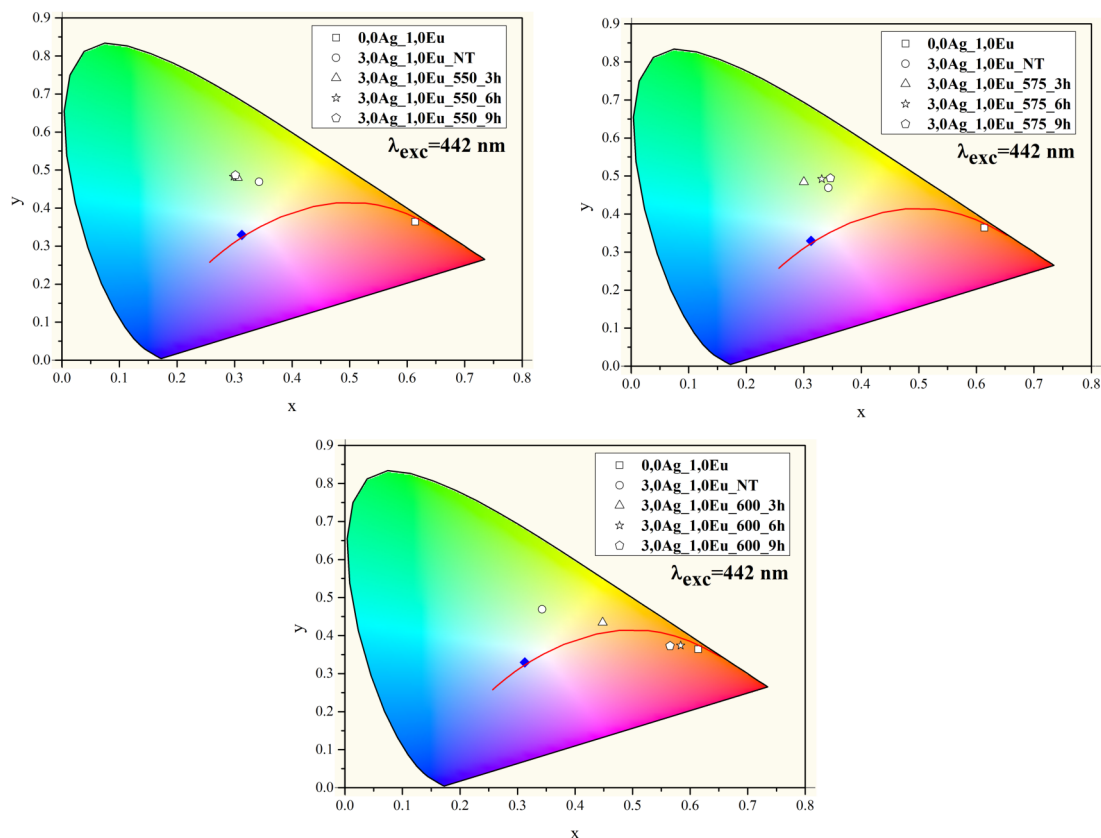 0.9
0.8
0.7
0.6
0.5
0.4
0.3
0.2
0.1
0.0
y
0,0Ag_1,0Eu
3,0Ag_1,0Eu_NT
3,0Ag_1,0Eu_550_3h
3,0Ag_1,0Eu_550_6h
3,0Ag_1,0Eu_550_9h
λexc=442 nm
0.0 0.1 0.2 0.3 0.4 0.5 0.6 0.7 0.8
x
0.9
0.8
0.7
0.6
0.5
0.4
0.3
0.2
0.1
0.0
y
0,0Ag_1,0Eu
3,0Ag_1,0Eu_NT
3,0Ag_1,0Eu_575_3h
3,0Ag_1,0Eu_575_6h
3,0Ag_1,0Eu_575_9h
λexc=442 nm
0.0 0.1 0.2 0.3 0.4 0.5 0.6 0.7 0.8
x
0.9
0.8
0.7
0.6
0.5
0.4
0.3
0.2
0.1
0.0
y
0,0Ag_1,0Eu
3,0Ag_1,0Eu_NT
3,0Ag_1,0Eu_600_3h
3,0Ag_1,0Eu_600_6h
3,0Ag_1,0Eu_600_9h
λexc=442 nm
0.0 0.1 0.2 0.3 0.4 0.5 0.6 0.7 0.8
x